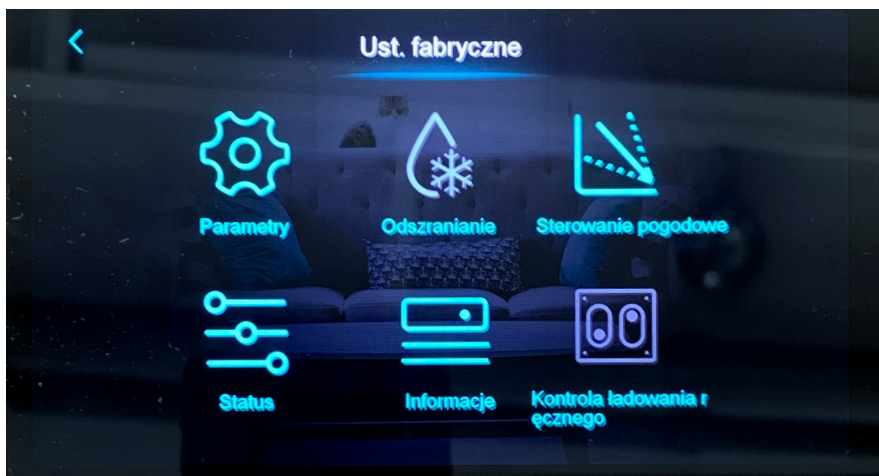 Ust. fabryczne
Parametry
Odszranianie
Sterowanie pogodowe
Status
Informacje
Kontrola ładowania r
ęcznego